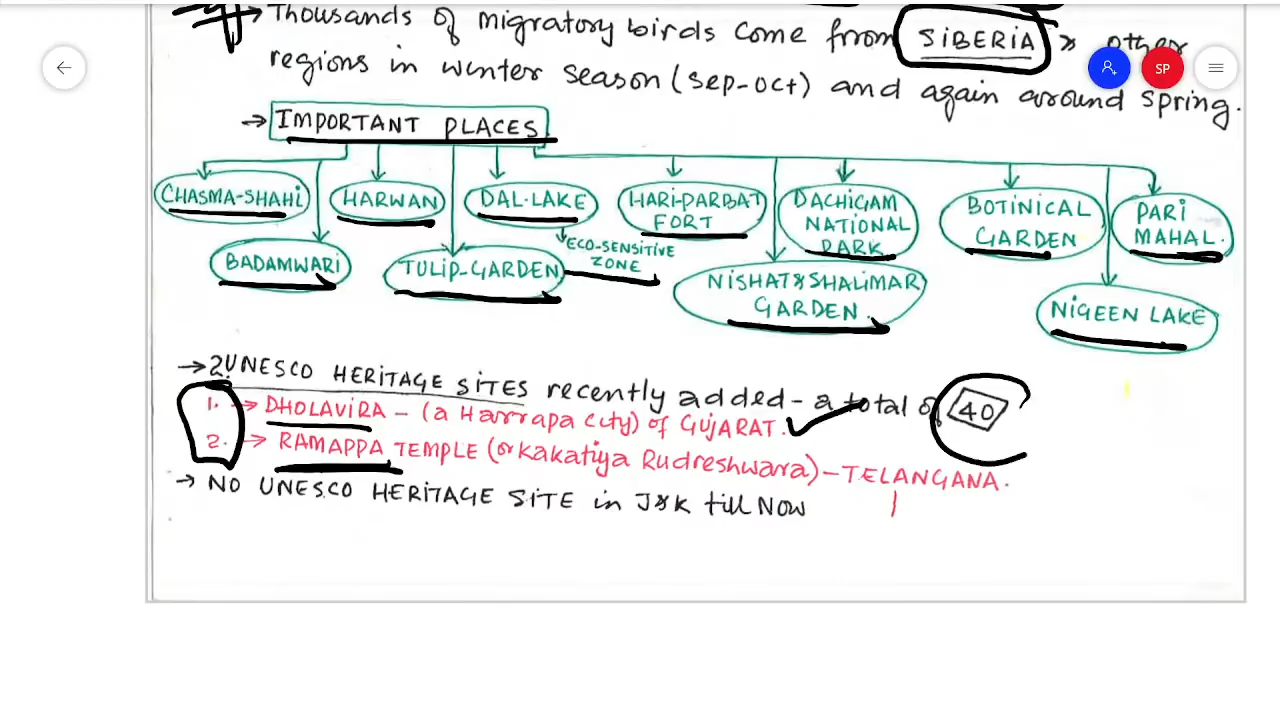 Thousands of migratory birds come from SIBERIA & other
regions in winter season (Sep-Oct) and again around spring.
→ IMPORTANT PLACES
CHASMA-SHAHI
HARWAN
DAL-LAKE
HARI-PARBAT
FORT
DACHIGAM
NATIONAL
PARK
BOTINICAL
GARDEN
PARI
MAHAL.
BADAMWARI
TULIP-GARDEN
ECO-SENSITIVE
ZONE
NISHAT & SHALIMAR
GARDEN.
NIGEEN LAKE
→ 2 UNESCO HERITAGE SITES recently added - a total of 40
1. → DHOLAVIRA - (a Harrapa City) of GUJARAT.
2. → RAMAPPA TEMPLE (or Kakatiya Rudreshwara) - TELANGANA.
→ NO UNESCO HERITAGE SITE in J&K till Now
SP